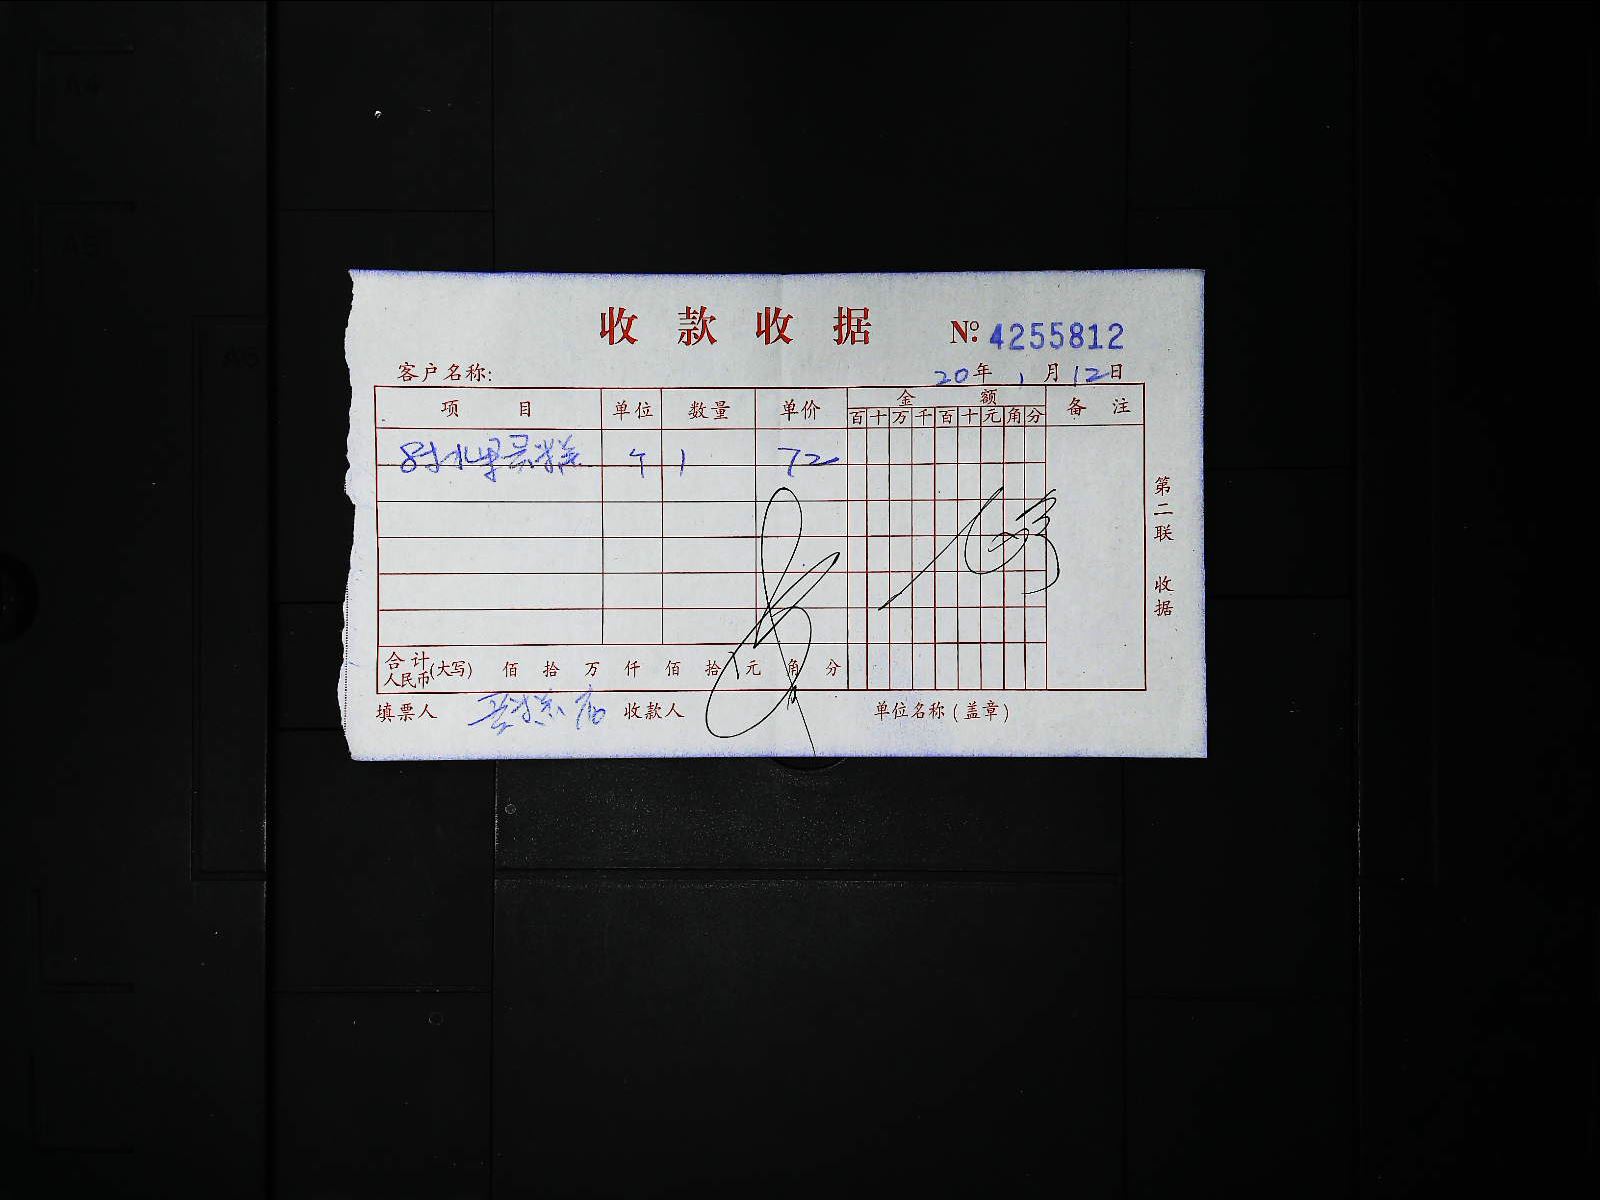 收款收据 № 4255812
客户名称: 20年1月12日
项目 单位 数量 单价 金额 备注
百 十 万 千 百 十 元 角 分
8寸水果蛋糕 个 1 72
合计人民币(大写) 佰 拾 万 仟 佰 拾 元 角 分
填票人 收款人 单位名称(盖章)
第二联 收据